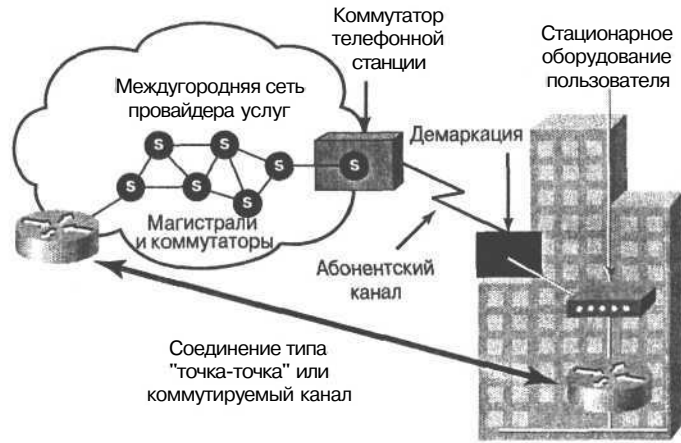 Коммутатор
телефонной
станции
Стационарное
оборудование
пользователя
Междугородняя сеть
провайдера услуг
Демаркация
S
S
S
S
S
S
S
S
Магистрали
и коммутаторы
Абонентский
канал
Соединение типа
"точка-точка" или
коммутируемый канал